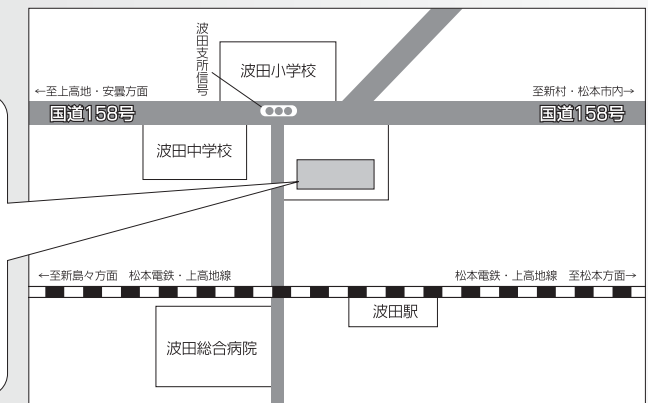 波田支所信号
波田小学校
←至上高地・安曇方面
至新村・松本市内→
国道158号
国道158号
波田中学校
←至新島々方面　松本電鉄・上高地線
松本電鉄・上高地線　至松本方面→
波田駅
波田総合病院